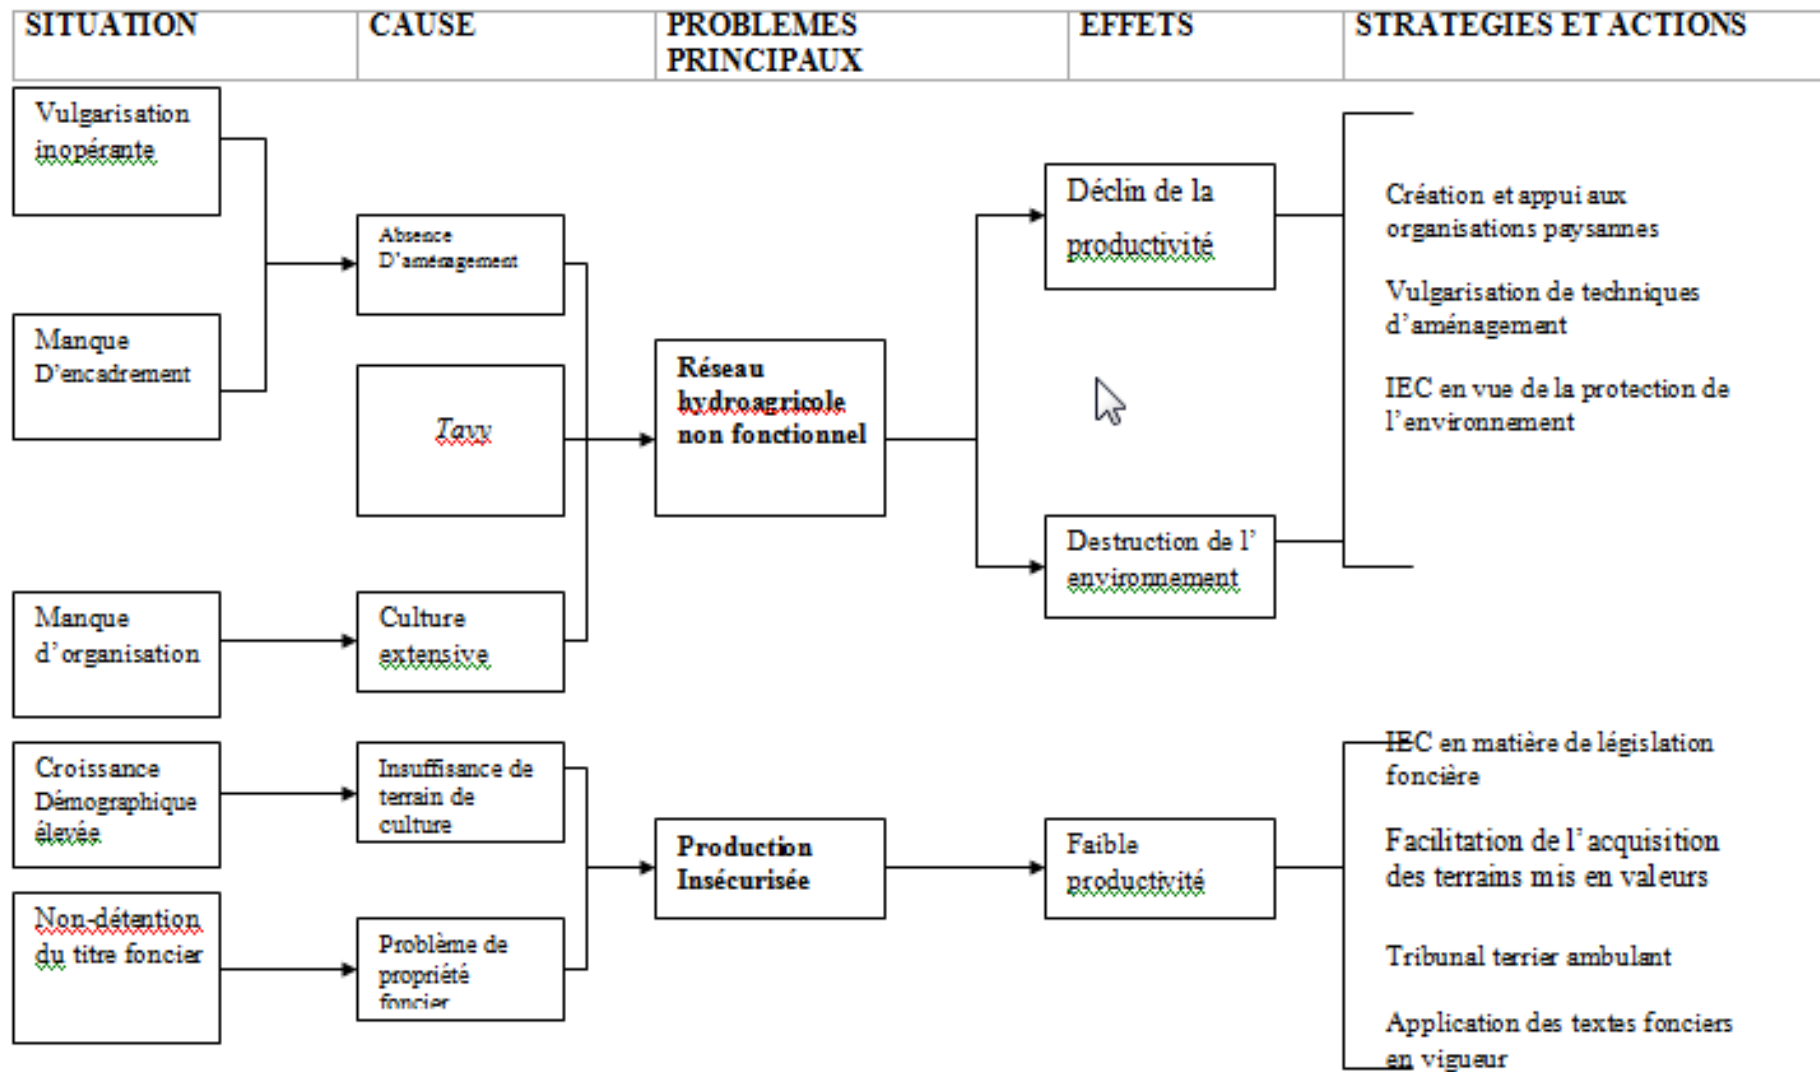 SITUATION
CAUSE
PROBLEMES
PRINCIPAUX
EFFETS
STRATEGIES ET ACTIONS
Vulgarisation
inopérante
Manque
D'encadrement
Manque
d'organisation
Croissance
Démographique
élevée
Non-détention
du titre foncier
Absence
D'aménagement
Tavy
Culture
extensive
Insuffisance de
terrain de
culture
Problème de
propriété
foncier
Réseau
hydroagricole
non fonctionnel
Production
Insécurisée
Déclin de la
productivité
Destruction de l'
environnement
Faible
productivité
Création et appui aux
organisations paysannes
Vulgarisation de techniques
d'aménagement
IEC en vue de la protection de
l'environnement
IEC en matière de législation
foncière
Facilitation de l'acquisition
des terrains mis en valeurs
Tribunal terrier ambulant
Application des textes fonciers
en vigueur